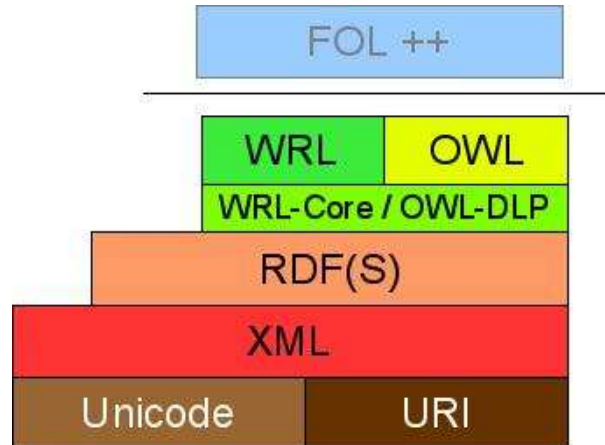 FOL ++
WRL OWL
WRL-Core / OWL-DLP
RDF(S)
XML
Unicode URI